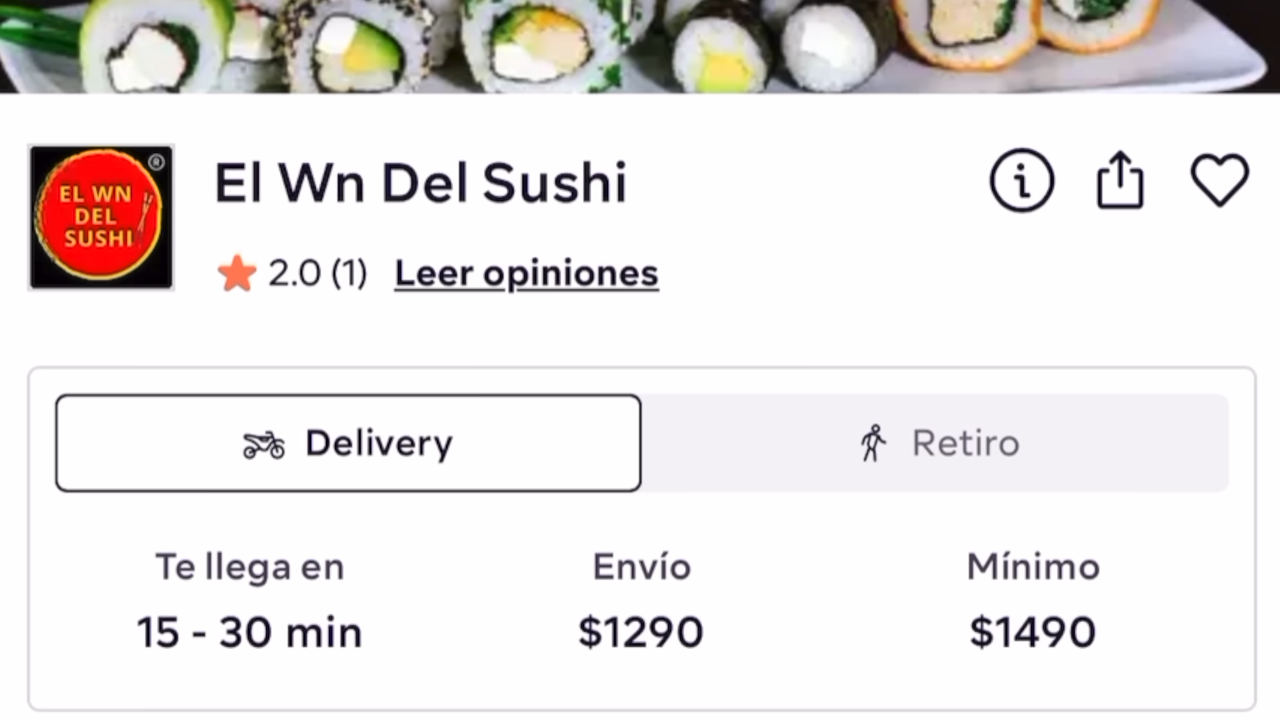 EL WN
DEL
SUSHI
®
El Wn Del Sushi
2.0 (1) Leer opiniones
Delivery
Retiro
Te llega en
Envío
Mínimo
15 - 30 min
$1290
$1490